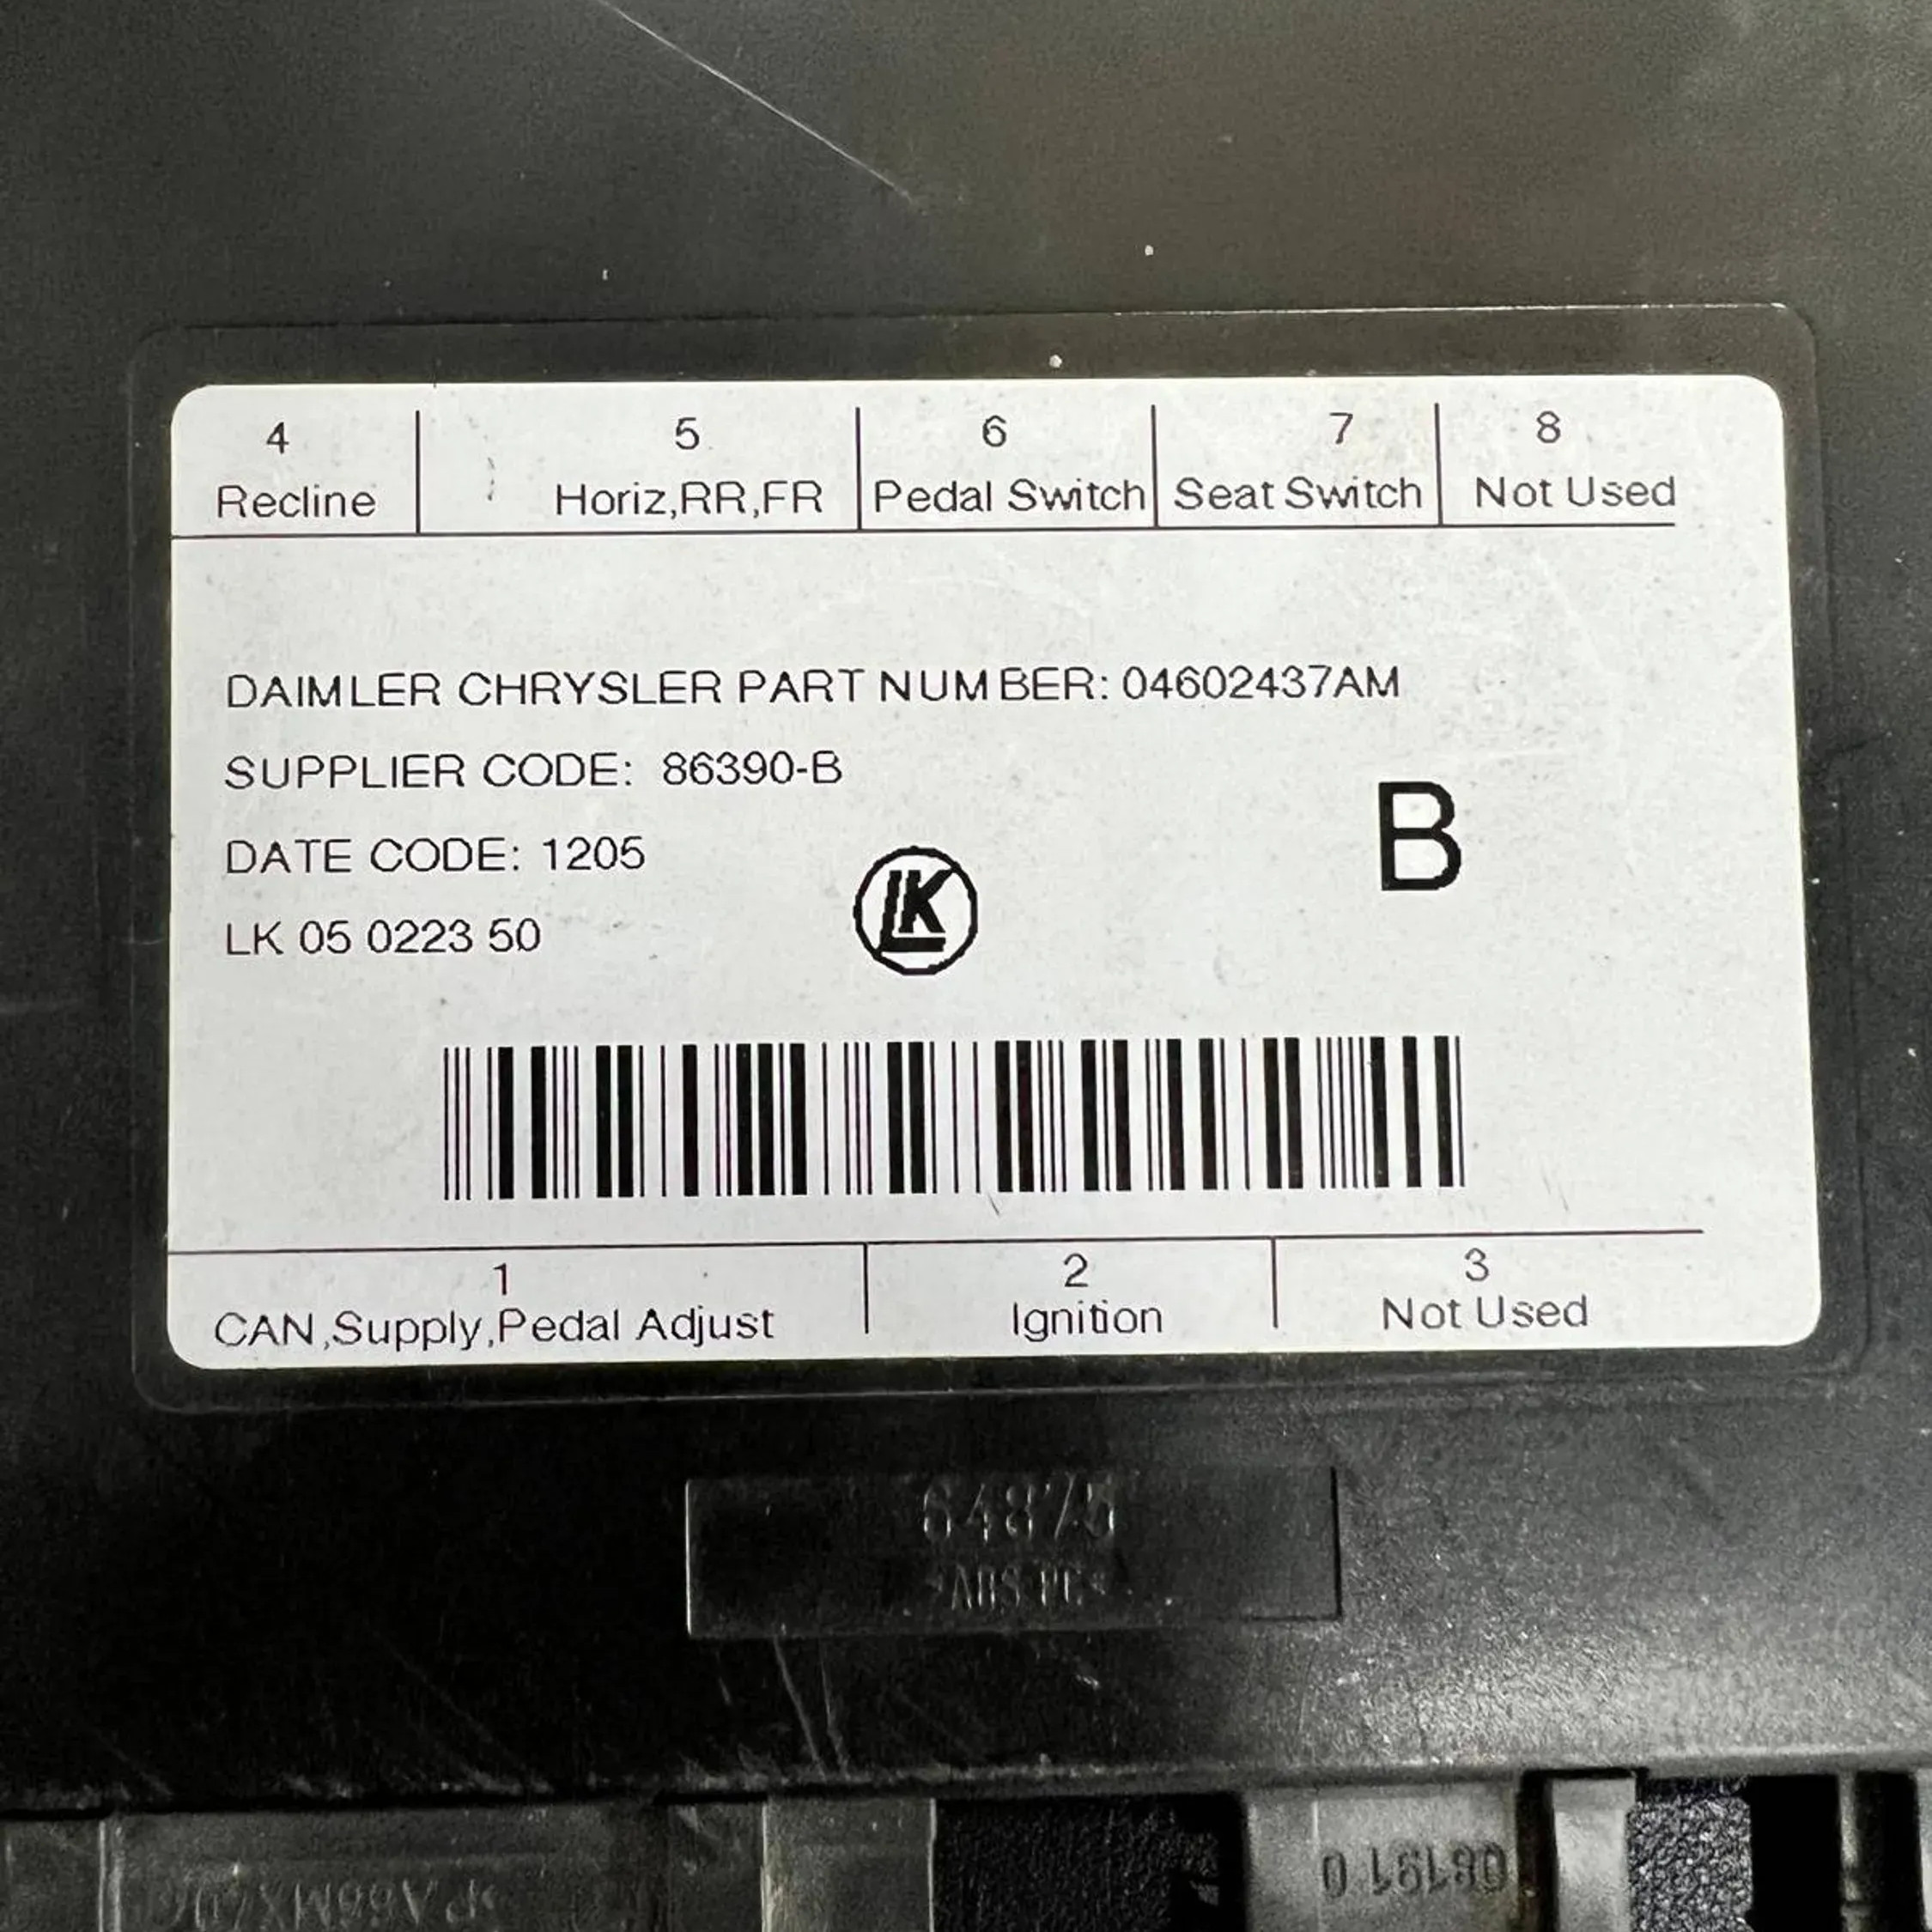 4 5 6 7 8
Recline Horiz,RR,FR Pedal Switch Seat Switch Not Used
DAIMLER CHRYSLER PART NUMBER: 04602437AM
SUPPLIER CODE: 86390-B
B
DATE CODE: 1205
LK
LK 05 0223 50
1 2 3
CAN,Supply,Pedal Adjust Ignition Not Used
64875